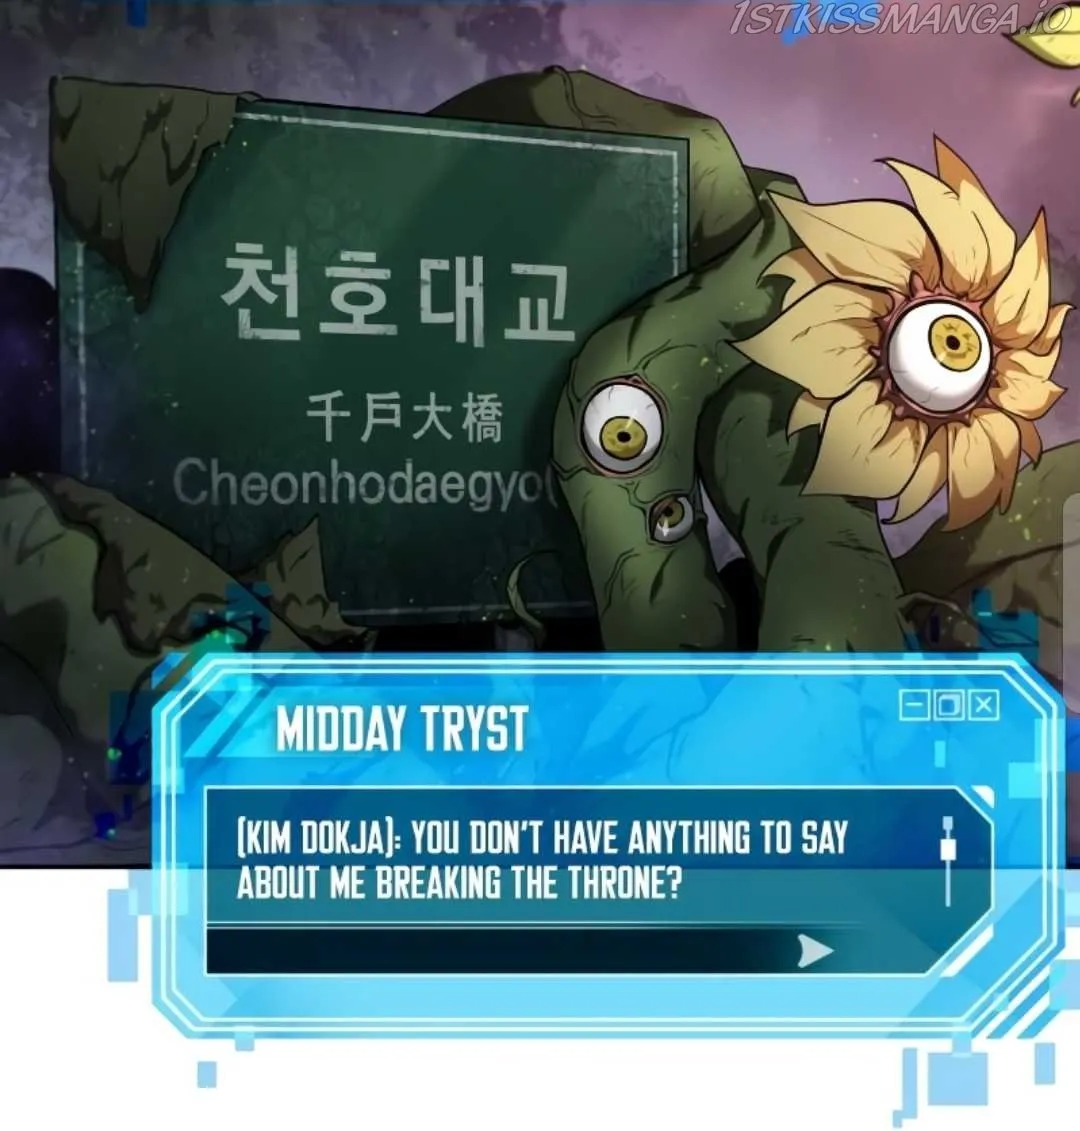 1STKISSMANGA.IO
천호대교
千戶大橋
Cheonhodaegyo(
MIDDAY TRYST
(KIM DOKJA): YOU DON'T HAVE ANYTHING TO SAY
ABOUT ME BREAKING THE THRONE?